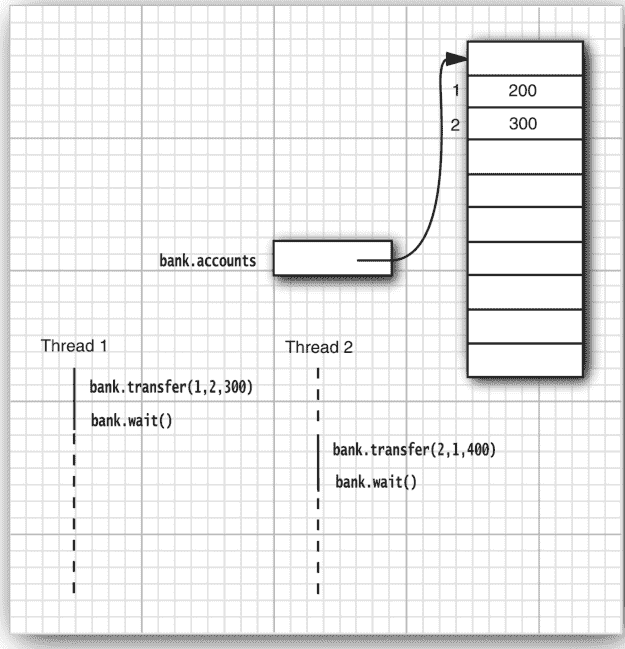 1 200
2 300
bank.accounts
Thread 1 Thread 2
bank.transfer(1,2,300)
bank.wait()
bank.transfer(2,1,400)
bank.wait()